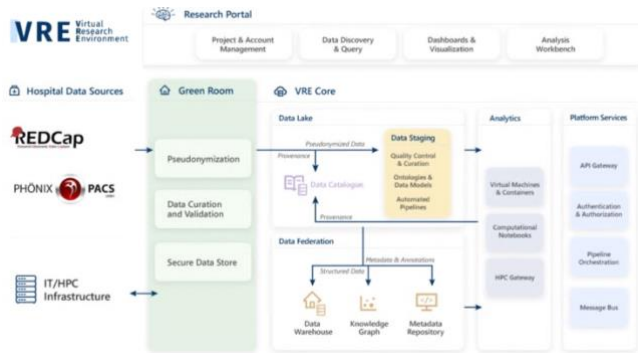 VRE
Virtual
Research
Environment
Research Portal
Project & Account
Management
Data Discovery
& Query
Dashboards &
Visualization
Analysis
Workbench
Hospital Data Sources
Green Room
VRE Core
REDCap
PHÖNIX PACS
IT/HPC
Infrastructure
Pseudonymization
Data Curation
and Validation
Secure Data Store
Data Lake
Pseudonymized Data
Provenance
Data Catalogue
Data Staging
Quality Control
& Curation
Ontologies &
Data Models
Automated
Pipelines
Provenance
Data Federation
Metadata & Annotations
Structured Data
Data
Warehouse
Knowledge
Graph
Metadata
Repository
Analytics
Virtual Machines
& Containers
Computational
Notebooks
HPC Gateway
Platform Services
API Gateway
Authentication
& Authorization
Pipeline
Orchestration
Message Bus